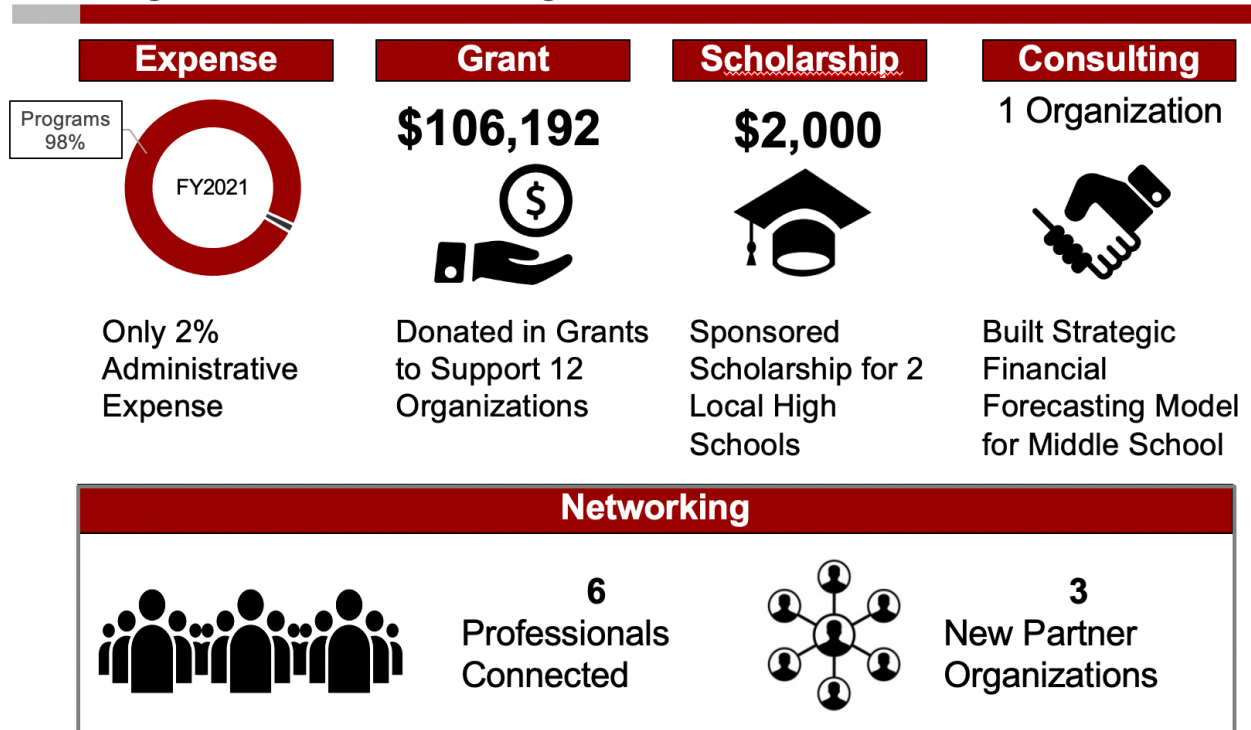 Expense
Programs
98%
FY2021
Only 2%
Administrative
Expense
Grant
$106,192
$
Donated in Grants
to Support 12
Organizations
Scholarship
$2,000
Sponsored
Scholarship for 2
Local High
Schools
Consulting
1 Organization
Built Strategic
Financial
Forecasting Model
for Middle School
Networking
6
Professionals
Connected
3
New Partner
Organizations